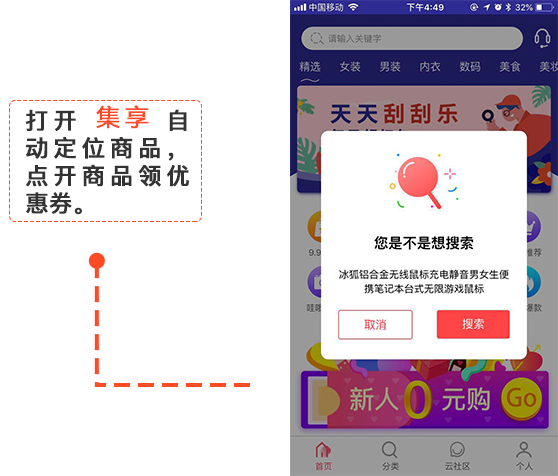 打开 集享 自
动定位商品，
点开商品领优
惠券。
中国移动 下午4:49 32%
请输入关键字
精选 女装 男装 内衣 数码 美食 美妆
天天刮刮乐
您是不是想搜索
冰狐铝合金无线鼠标充电静音男女生便
携笔记本台式无限游戏鼠标
取消 搜索
9.9
推荐
哇
爆款
新人0元购 Go
首页 分类 云社区 个人